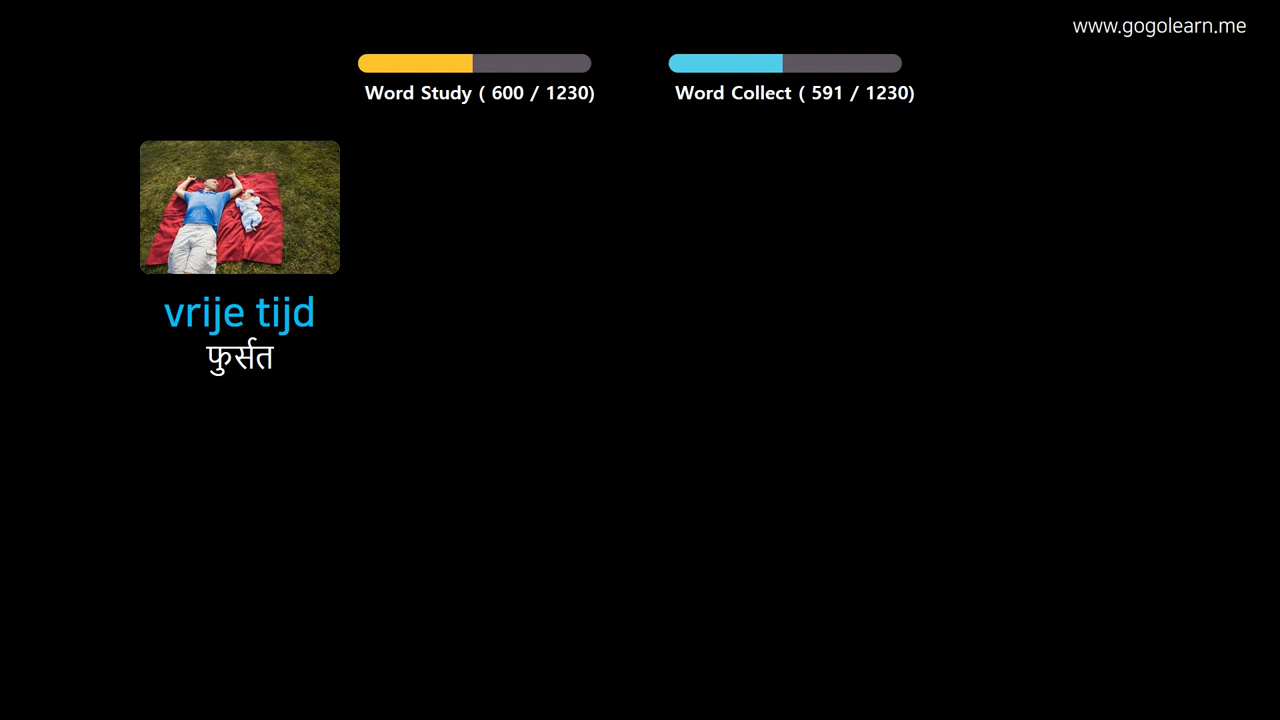 www.gogolearn.me
Word Study ( 600 / 1230)
Word Collect ( 591 / 1230)
vrije tijd
फुर्सत